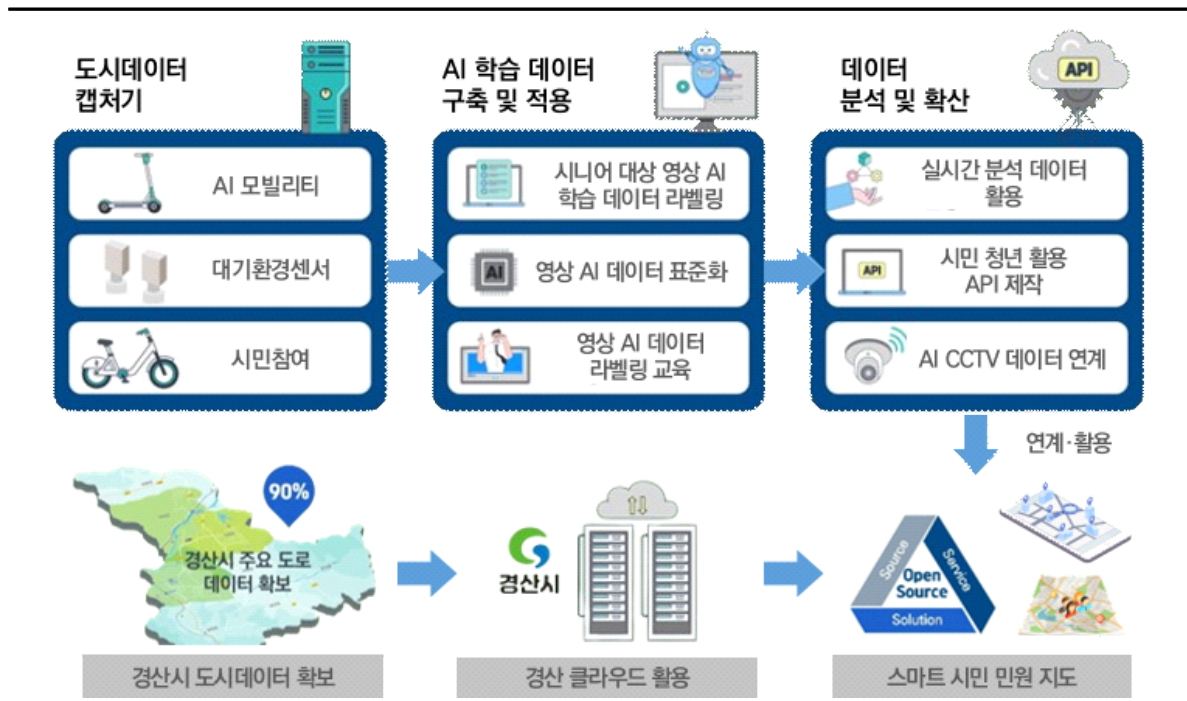 도시데이터
캡처기
AI 모빌리티
대기환경센서
시민참여
AI 학습 데이터
구축 및 적용
시니어 대상 영상 AI
학습 데이터 라벨링
AI
영상 AI 데이터 표준화
영상 AI 데이터
라벨링 교육
데이터
분석 및 확산
API
실시간 분석 데이터
활용
API
시민 청년 활용
API 제작
AI CCTV 데이터 연계
연계·활용
90%
경산시 주요 도로
데이터 확보
경산시 도시데이터 확보
경산시
경산 클라우드 활용
Source
Service
Open
Source
Solution
스마트 시민 민원 지도